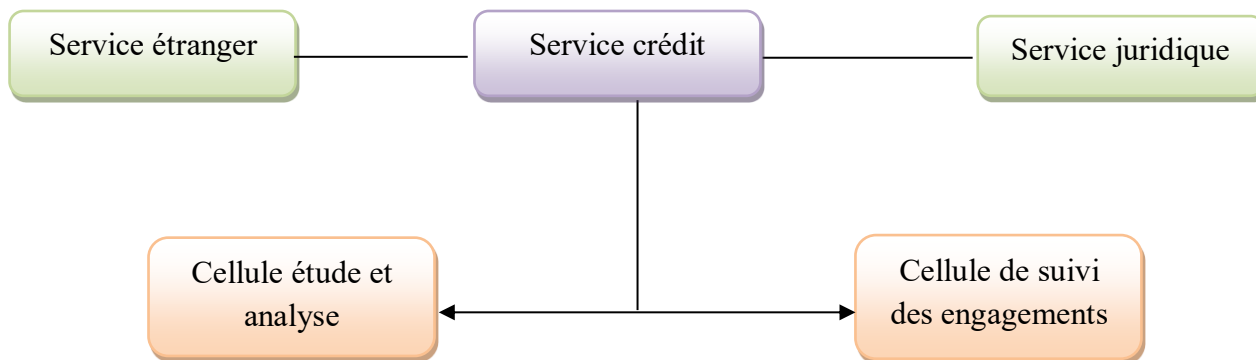 Service étranger
Service crédit
Service juridique
Cellule étude et
analyse
Cellule de suivi
des engagements